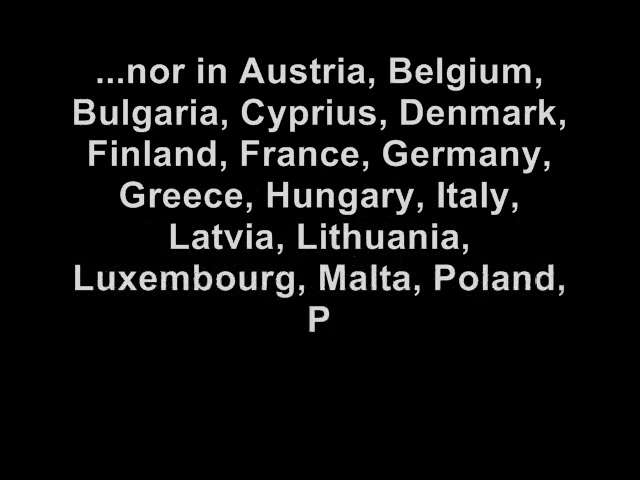 ...nor in Austria, Belgium,
Bulgaria, Cyprius, Denmark,
Finland, France, Germany,
Greece, Hungary, Italy,
Latvia, Lithuania,
Luxembourg, Malta, Poland,
P